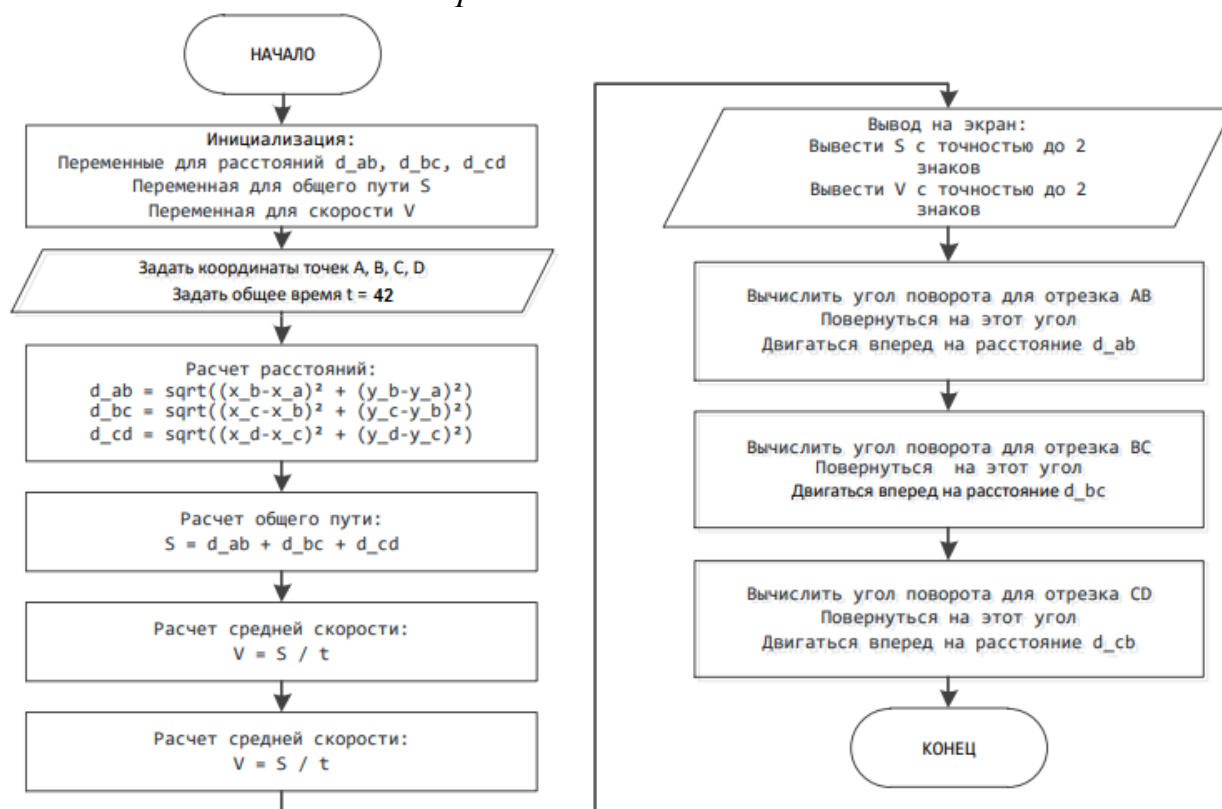 НАЧАЛО
Инициализация:
Переменные для расстояний d_ab, d_bc, d_cd
Переменная для общего пути S
Переменная для скорости V
Задать координаты точек A, B, C, D
Задать общее время t = 42
Расчет расстояний:
d_ab = sqrt((x_b-x_a)² + (y_b-y_a)²)
d_bc = sqrt((x_c-x_b)² + (y_c-y_b)²)
d_cd = sqrt((x_d-x_c)² + (y_d-y_c)²)
Расчет общего пути:
S = d_ab + d_bc + d_cd
Расчет средней скорости:
V = S / t
Расчет средней скорости:
V = S / t
Вывод на экран:
Вывести S с точностью до 2
знаков
Вывести V с точностью до 2
знаков
Вычислить угол поворота для отрезка AB
Повернуться на этот угол
Двигаться вперед на расстояние d_ab
Вычислить угол поворота для отрезка BC
Повернуться на этот угол
Двигаться вперед на расстояние d_bc
Вычислить угол поворота для отрезка CD
Повернуться на этот угол
Двигаться вперед на расстояние d_cb
КОНЕЦ